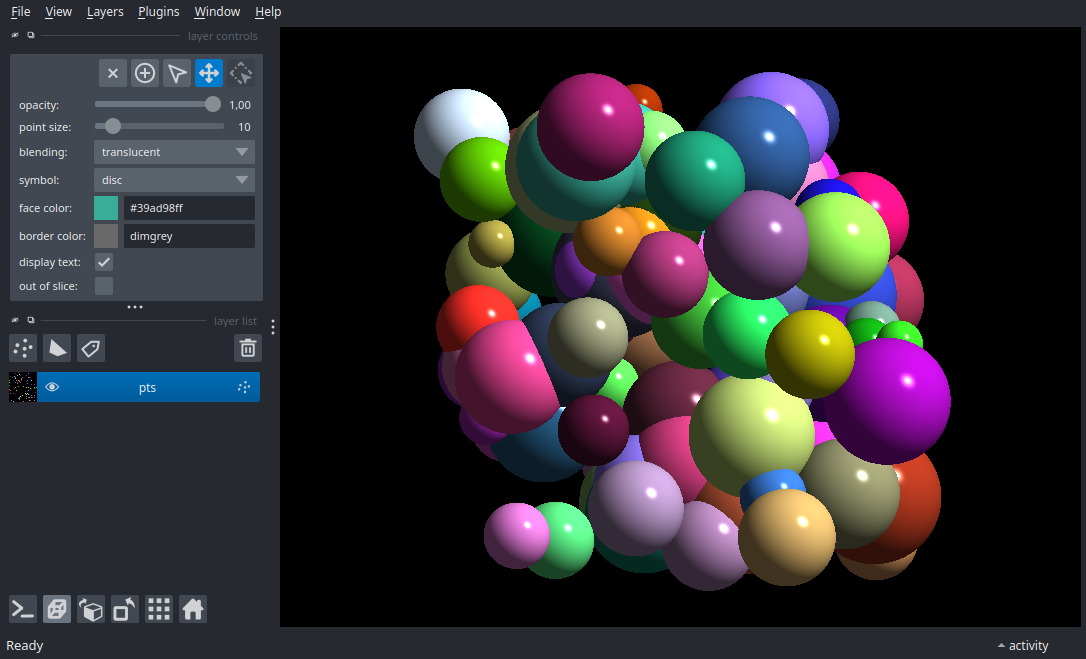 File View Layers Plugins Window Help
layer controls
opacity: 1,00
point size: 10
blending: translucent
symbol: disc
face color: #39ad98ff
border color: dimgrey
display text:
out of slice:
layer list
pts
Ready activity